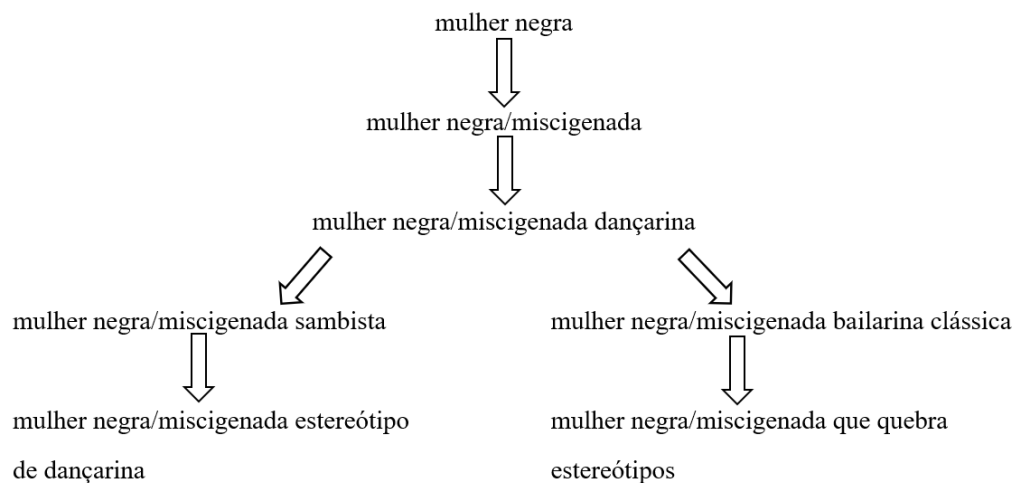 mulher negra
mulher negra/miscigenada
mulher negra/miscigenada dançarina
mulher negra/miscigenada sambista
mulher negra/miscigenada bailarina clássica
mulher negra/miscigenada estereótipo
de dançarina
mulher negra/miscigenada que quebra
estereótipos